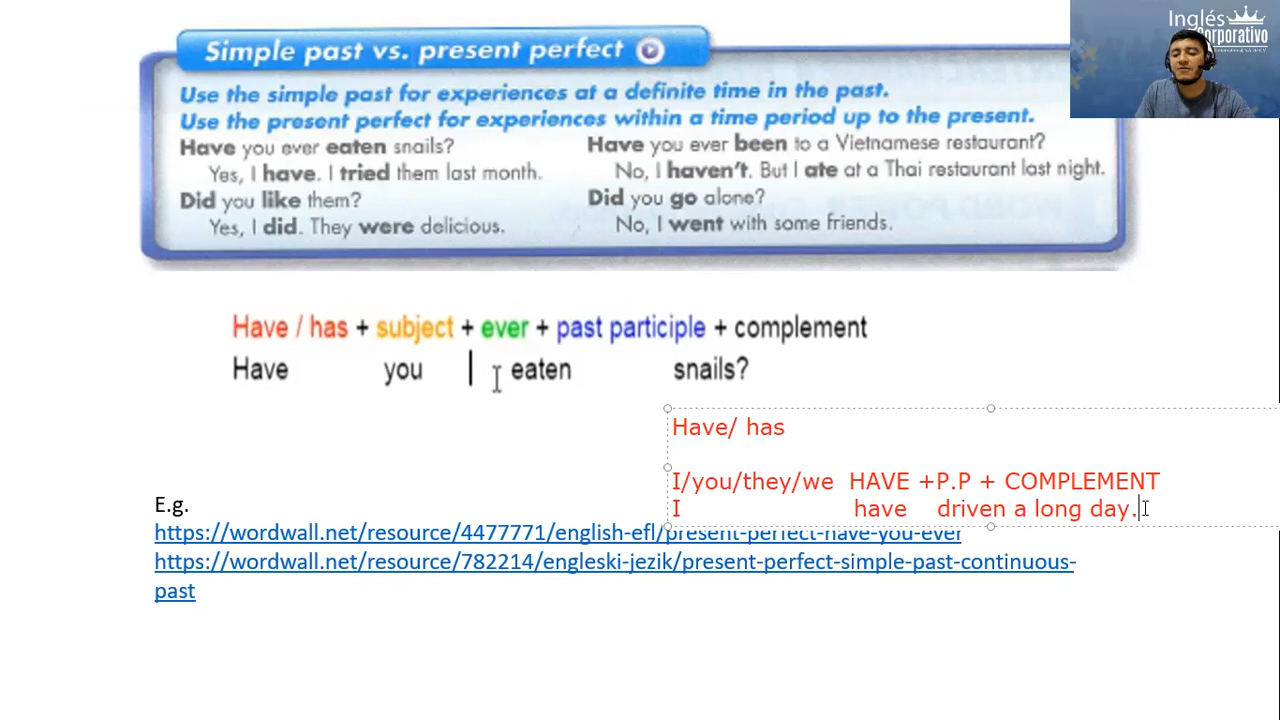 Inglés
Corporativo
Simple past vs. present perfect
Use the simple past for experiences at a definite time in the past.
Use the present perfect for experiences within a time period up to the present.
Have you ever eaten snails?
Yes, I have. I tried them last month.
Did you like them?
Yes, I did. They were delicious.
Have you ever been to a Vietnamese restaurant?
No, I haven't. But I ate at a Thai restaurant last night.
Did you go alone?
No, I went with some friends.
Have / has + subject + ever + past participle + complement
Have you eaten snails?
Have/ has
I/you/they/we HAVE +P.P + COMPLEMENT
I have driven a long day.
E.g.
https://wordwall.net/resource/4477771/english-efl/present-perfect-have-you-ever
https://wordwall.net/resource/782214/engleski-jezik/present-perfect-simple-past-continuous-
past